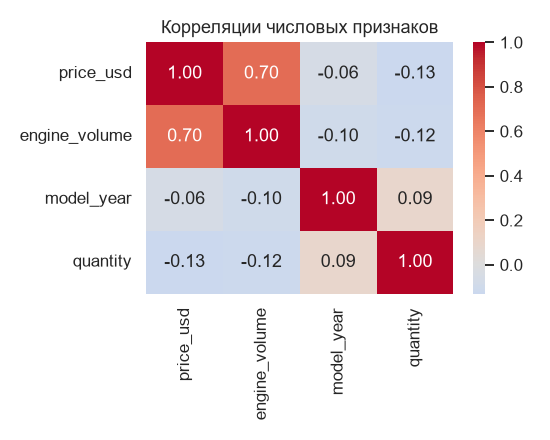 Корреляции числовых признаков
price_usd 1.00 0.70 -0.06 -0.13
engine_volume 0.70 1.00 -0.10 -0.12
model_year -0.06 -0.10 1.00 0.09
quantity -0.13 -0.12 0.09 1.00
price_usd engine_volume model_year quantity
1.0
0.8
0.6
0.4
0.2
0.0